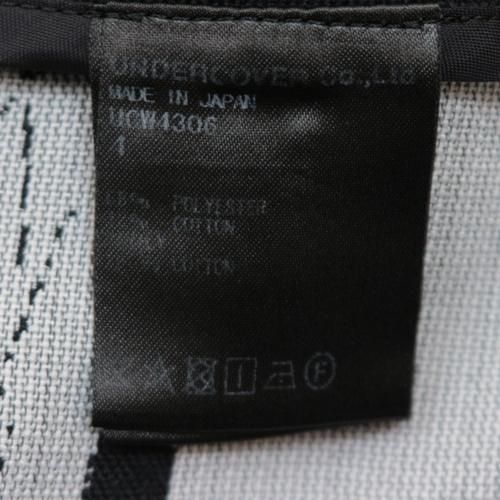 UNDERCOVER Co.,Ltd
MADE IN JAPAN
UCW4306
1
POLYESTER
COTTON
COTTON
F